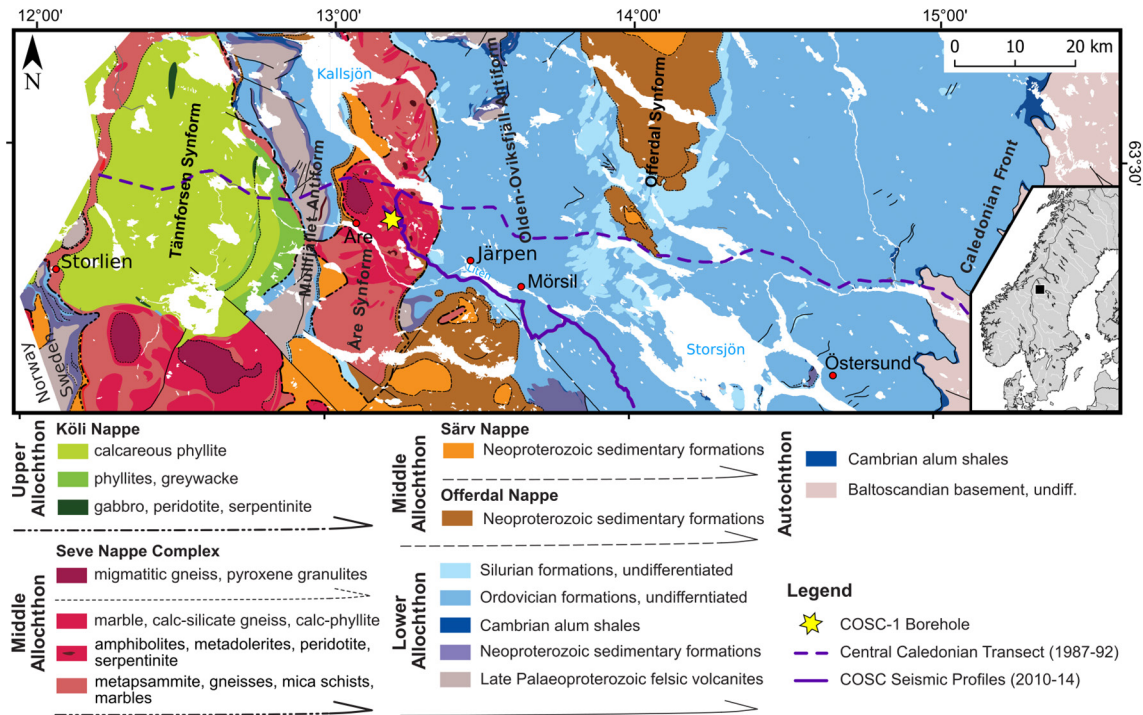 12°00'
13°00'
14°00'
15°00'
N
0 10 20 km
63°30'
Kallsjön
Tännforsen Synform
Mullfjället Antiform
Olden-Oviksfjäll Antiform
Offerdal Synform
Caledonian Front
Åre
Åre Synform
Storlien
Järpen
Liten
Mörsil
Storsjön
Östersund
Norway
Sweden
Upper
Allochthon
Köli Nappe
calcareous phyllite
phyllites, greywacke
gabbro, peridotite, serpentinite
Middle
Allochthon
Seve Nappe Complex
migmatitic gneiss, pyroxene granulites
marble, calc-silicate gneiss, calc-phyllite
amphibolites, metadolerites, peridotite,
serpentinite
metapsammite, gneisses, mica schists,
marbles
Middle
Allochthon
Särv Nappe
Neoproterozoic sedimentary formations
Offerdal Nappe
Neoproterozoic sedimentary formations
Lower
Allochthon
Silurian formations, undifferentiated
Ordovician formations, undifferntiated
Cambrian alum shales
Neoproterozoic sedimentary formations
Late Palaeoproterozoic felsic volcanites
Autochthon
Cambrian alum shales
Baltoscandian basement, undiff.
Legend
COSC-1 Borehole
Central Caledonian Transect (1987-92)
COSC Seismic Profiles (2010-14)